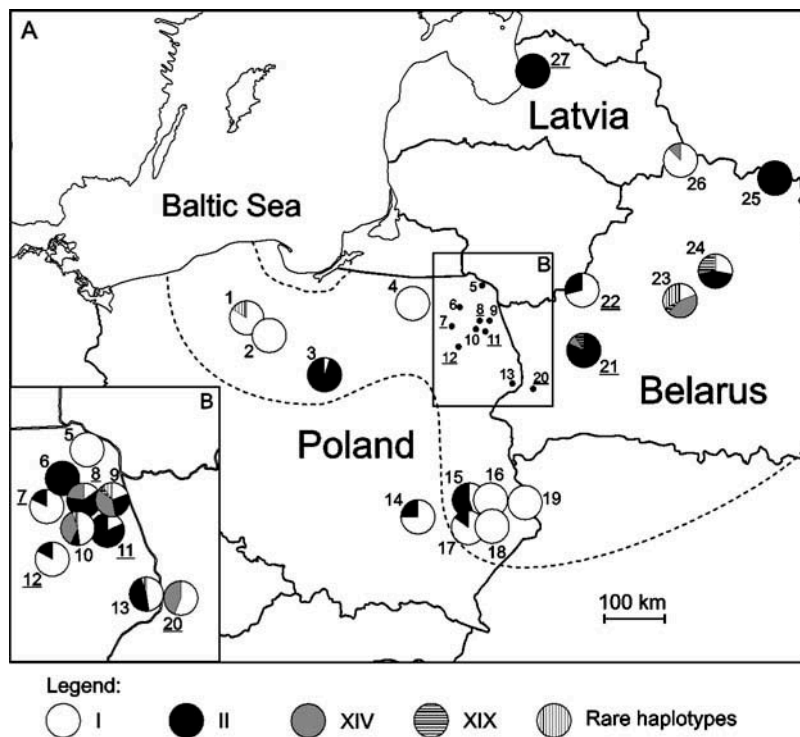 A
27
Latvia
26
25
Baltic Sea
B
24
5
23
4
6
8
9
22
1
7
10
11
2
12
21
3
13
20
Belarus
B
Poland
5
6
8
9
15
16
7
14
19
10
11
17
18
12
100 km
13
20
Legend:
I
II
XIV
XIX
Rare haplotypes